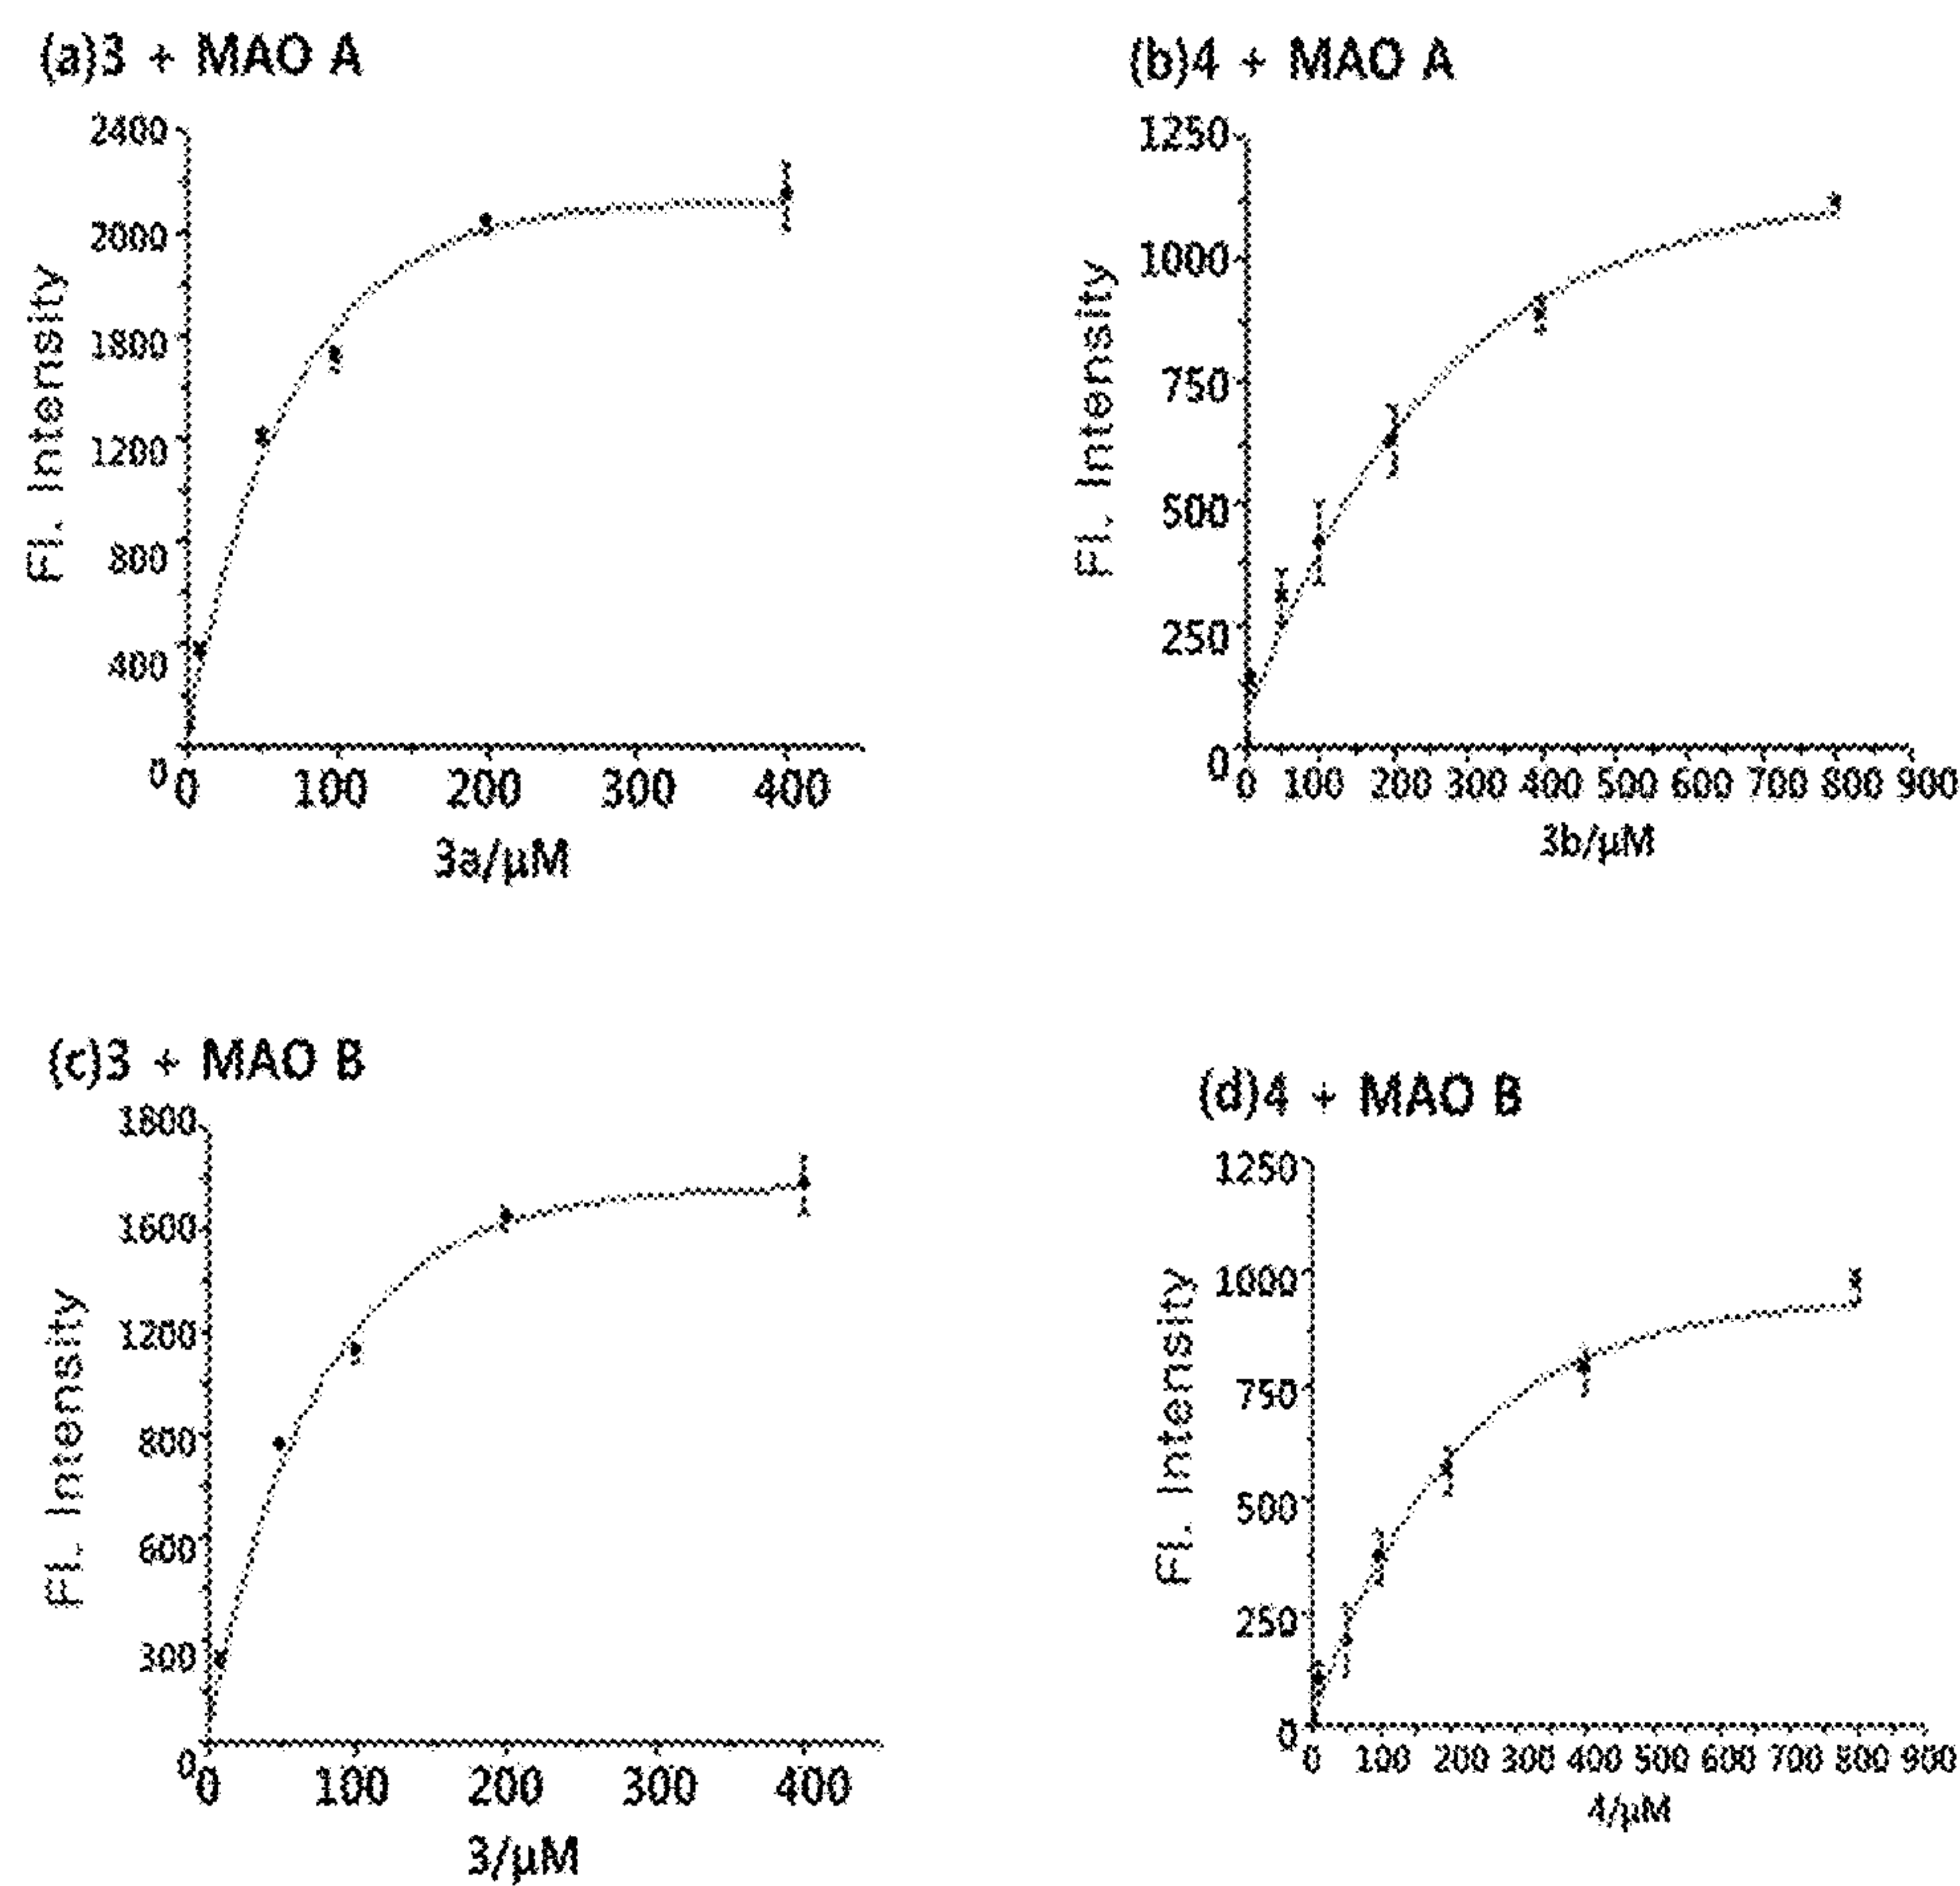 (a)3 + MAO A
2400
2000
1800
1200
800
400
0
Fl. Intensity
0 100 200 300 400
3a/µM
(b)4 + MAO A
1250
1000
750
500
250
0
Fl. Intensity
0 100 200 300 400 500 600 700 800 900
3b/µM
(c)3 + MAO B
1800
1600
1200
800
600
300
0
Fl. Intensity
0 100 200 300 400
3/µM
(d)4 + MAO B
1250
1000
750
500
250
0
Fl. Intensity
0 100 200 300 400 500 600 700 800 900
4/µM